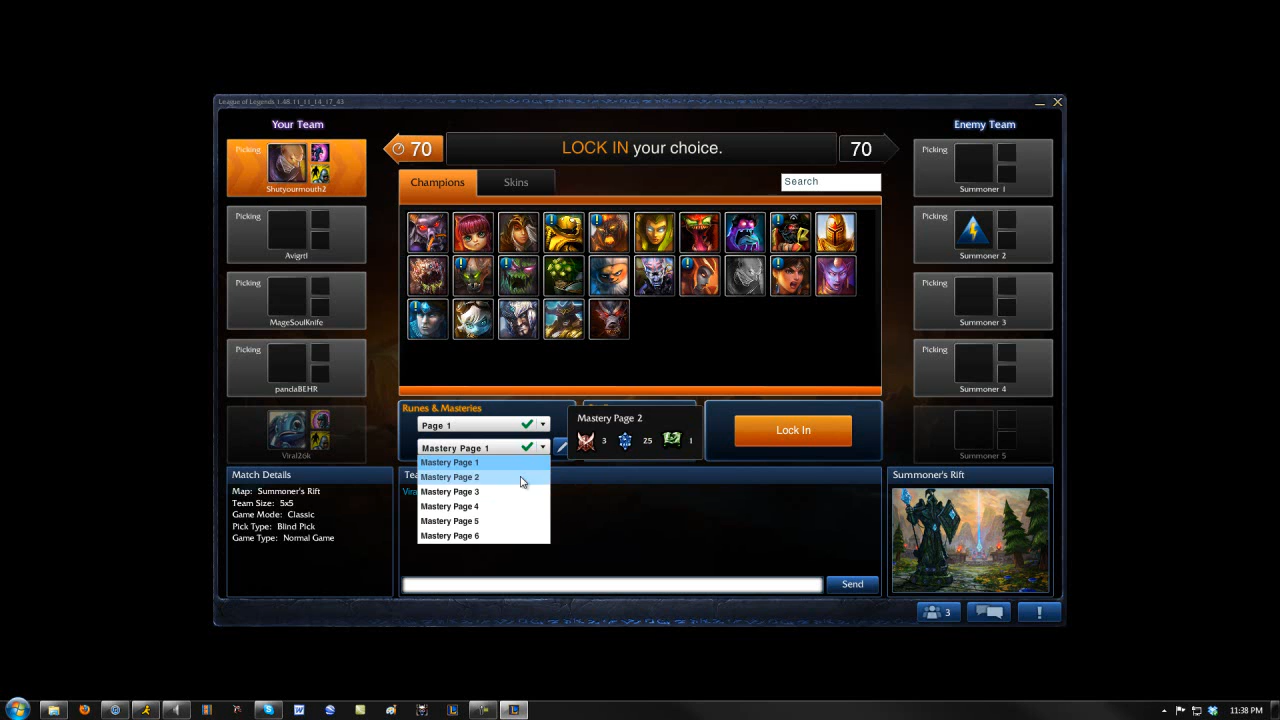 League of Legends 1.48.11_11_14_17_43
Your Team
Enemy Team
Picking
Shutyourmouth2
Picking
Avigrtl
Picking
MageSoulKnife
Picking
pandaBEHR
Viral26k
70
LOCK IN your choice.
70
Champions
Skins
Search
Picking
Summoner 1
Picking
Summoner 2
Picking
Summoner 3
Picking
Summoner 4
Summoner 5
Runes & Masteries
Page 1
Mastery Page 1
Mastery Page 1
Mastery Page 2
Mastery Page 3
Mastery Page 4
Mastery Page 5
Mastery Page 6
Mastery Page 2
3 25 1
Lock In
Match Details
Map: Summoner's Rift
Team Size: 5x5
Game Mode: Classic
Pick Type: Blind Pick
Game Type: Normal Game
Send
Summoner's Rift
3
11:38 PM